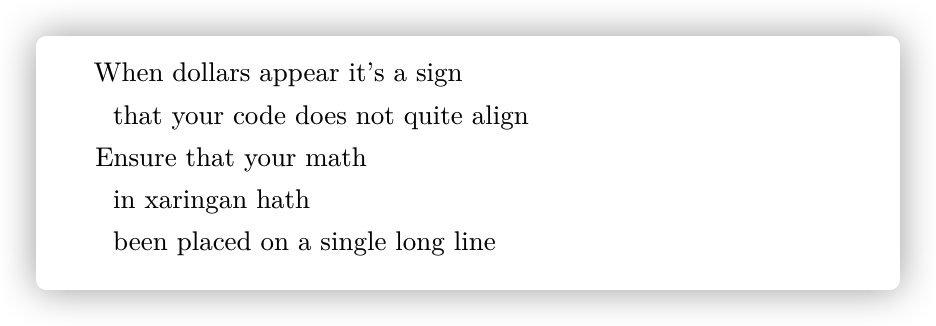 When dollars appear it's a sign
that your code does not quite align
Ensure that your math
in xaringan hath
been placed on a single long line